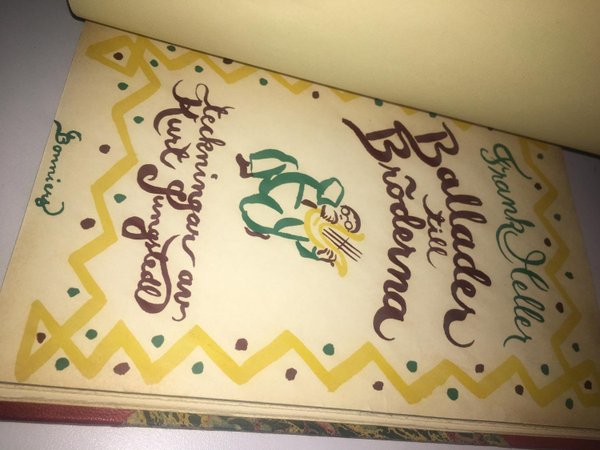 Frank Heller
Ballader
till
Bröderna
Teckningar av
Kurt Jungstedt
Bonniers